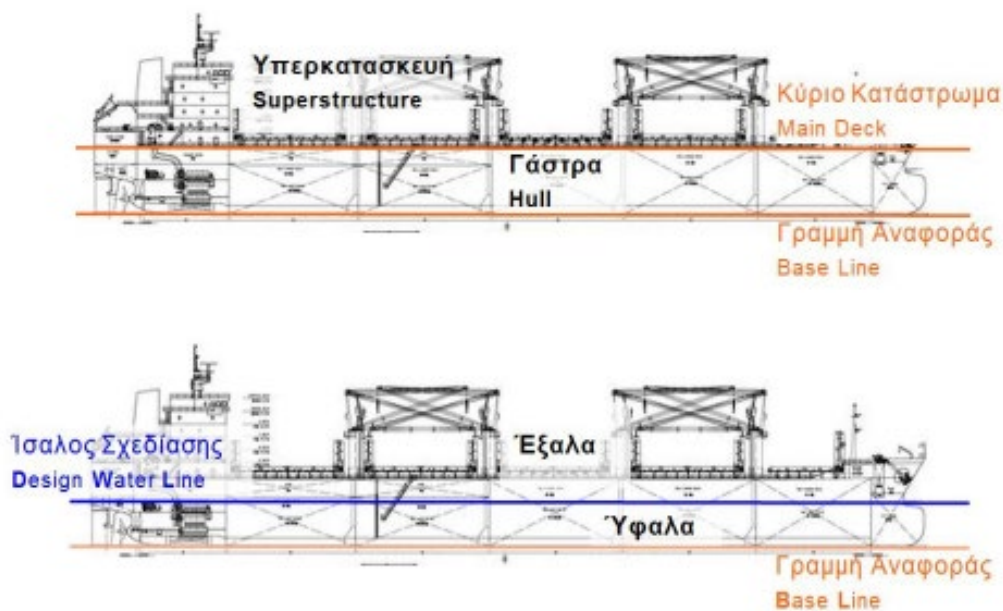 Υπερκατασκευή
Superstructure
Κύριο Κατάστρωμα
Main Deck
Γάστρα
Hull
Γραμμή Αναφοράς
Base Line
Ίσαλος Σχεδίασης
Design Water Line
Έξαλα
Ύφαλα
Γραμμή Αναφοράς
Base Line